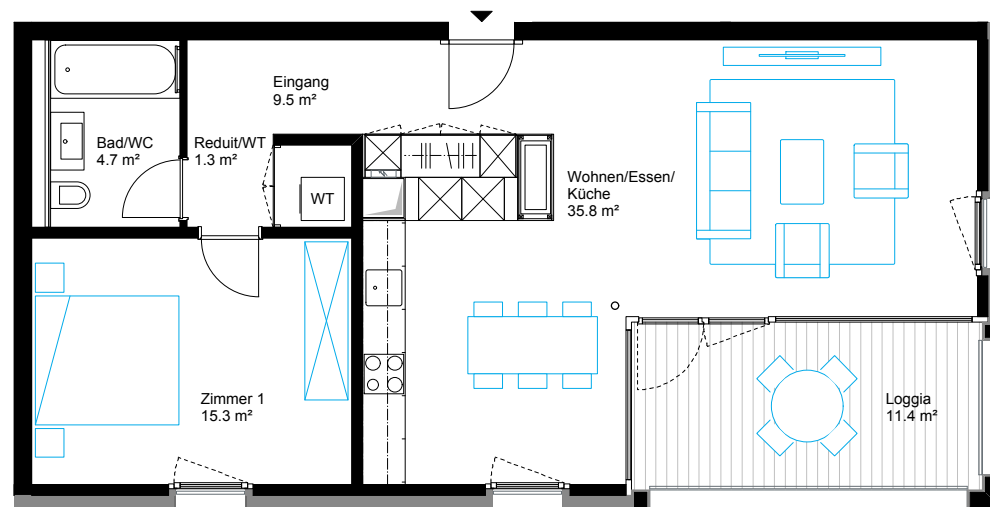 Eingang
9.5 m²
Bad/WC
4.7 m²
Reduit/WT
1.3 m²
WT
Wohnen/Essen/
Küche
35.8 m²
Zimmer 1
15.3 m²
Loggia
11.4 m²